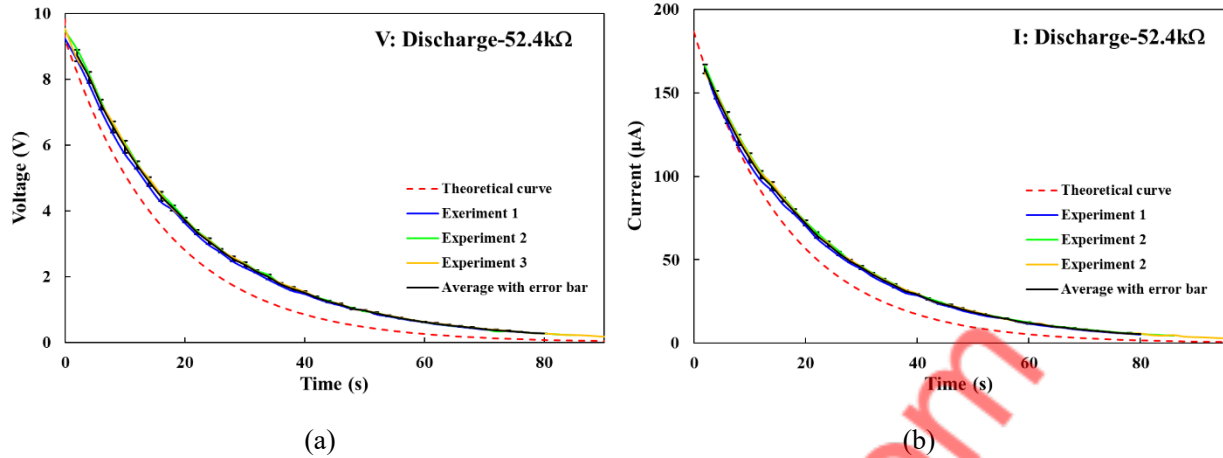 10
8
6
4
2
0
Voltage (V)
V: Discharge-52.4kΩ
Theoretical curve
Exeriment 1
Experiment 2
Experiment 3
Average with error bar
0
20
40
60
80
Time (s)
(a)
200
150
100
50
0
Current (μA)
I: Discharge-52.4kΩ
Theoretical curve
Experiment 1
Experiment 2
Experiment 2
Average with error bar
0
20
40
60
80
Time (s)
(b)
om